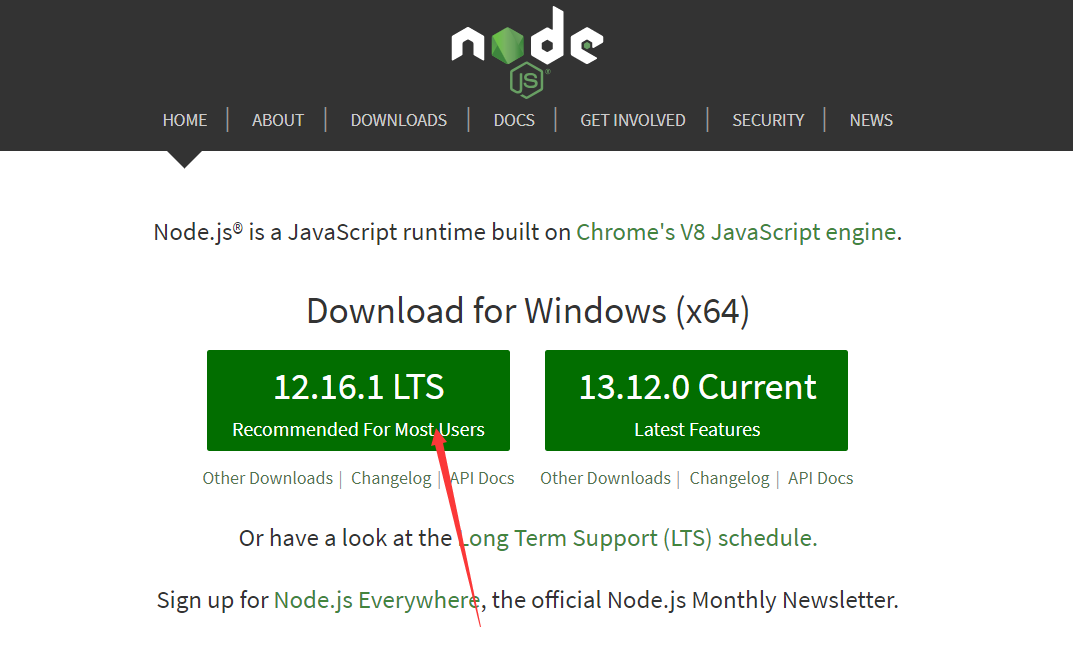 node
JS®
HOME | ABOUT | DOWNLOADS | DOCS | GET INVOLVED | SECURITY | NEWS
Node.js® is a JavaScript runtime built on Chrome's V8 JavaScript engine.
Download for Windows (x64)
12.16.1 LTS
Recommended For Most Users
13.12.0 Current
Latest Features
Other Downloads | Changelog | API Docs
Other Downloads | Changelog | API Docs
Or have a look at the Long Term Support (LTS) schedule.
Sign up for Node.js Everywhere, the official Node.js Monthly Newsletter.